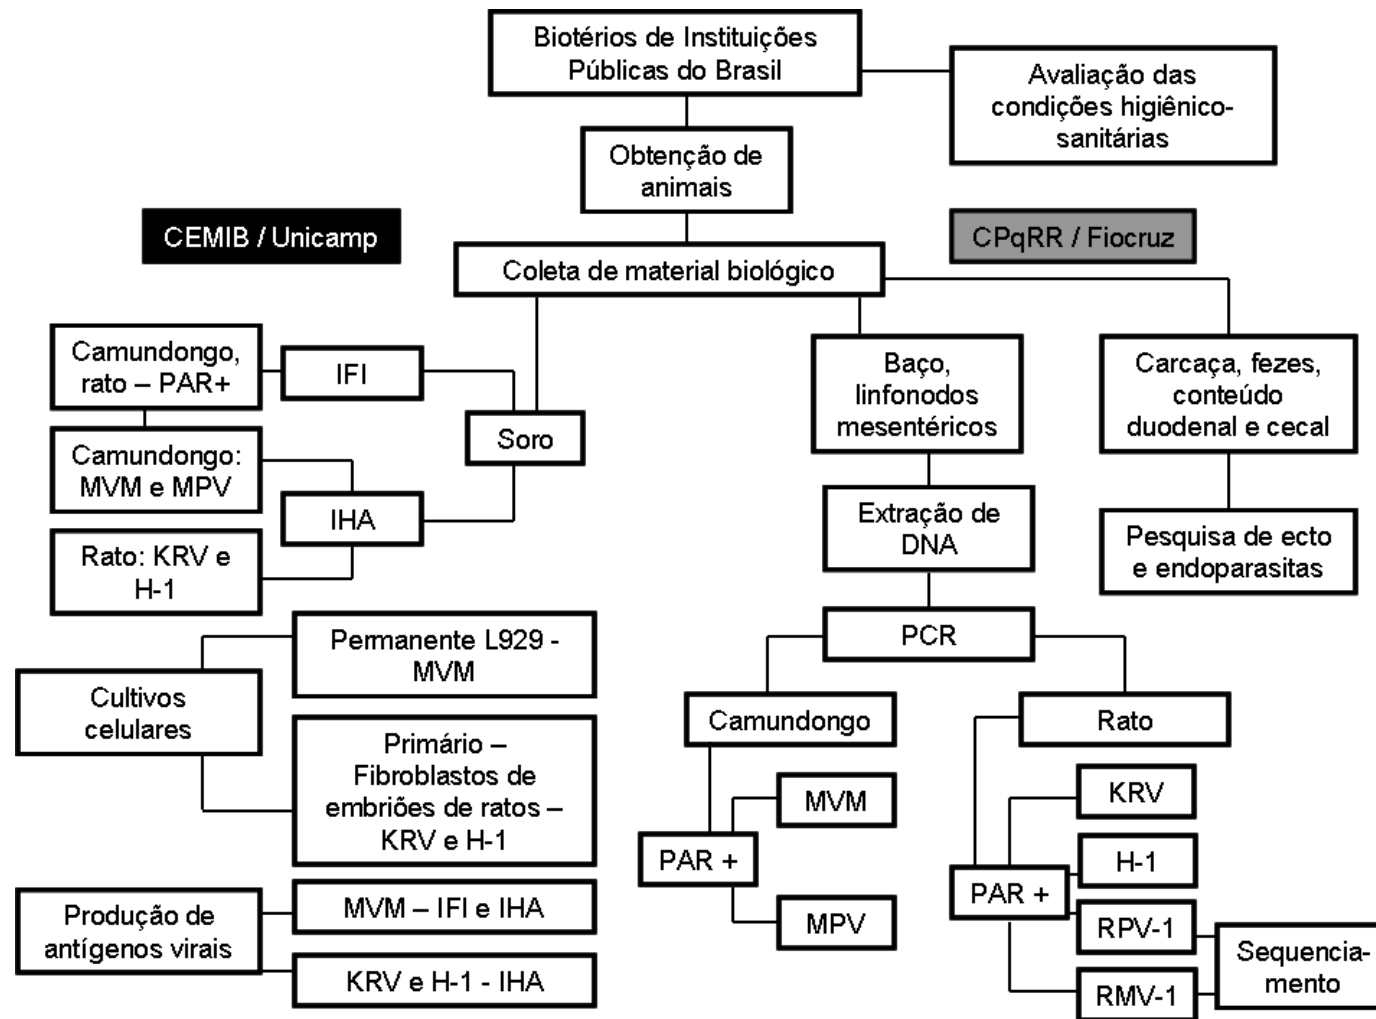 Biotérios de Instituições
Públicas do Brasil
Avaliação das
condições higiênico-
sanitárias
Obtenção de
animais
CEMIB / Unicamp
CPqRR / Fiocruz
Coleta de material biológico
Camundongo,
rato – PAR+
IFI
Soro
Camundongo:
MVM e MPV
IHA
Rato: KRV e
H-1
Baço,
linfonodos
mesentéricos
Carcaça, fezes,
conteúdo
duodenal e cecal
Extração de
DNA
Pesquisa de ecto
e endoparasitas
PCR
Permanente L929 -
MVM
Cultivos
celulares
Primário –
Fibroblastos de
embriões de ratos –
KRV e H-1
Produção de
antígenos virais
MVM – IFI e IHA
KRV e H-1 - IHA
Camundongo
PAR +
MVM
MPV
Rato
PAR +
KRV
H-1
RPV-1
RMV-1
Sequencia-
mento